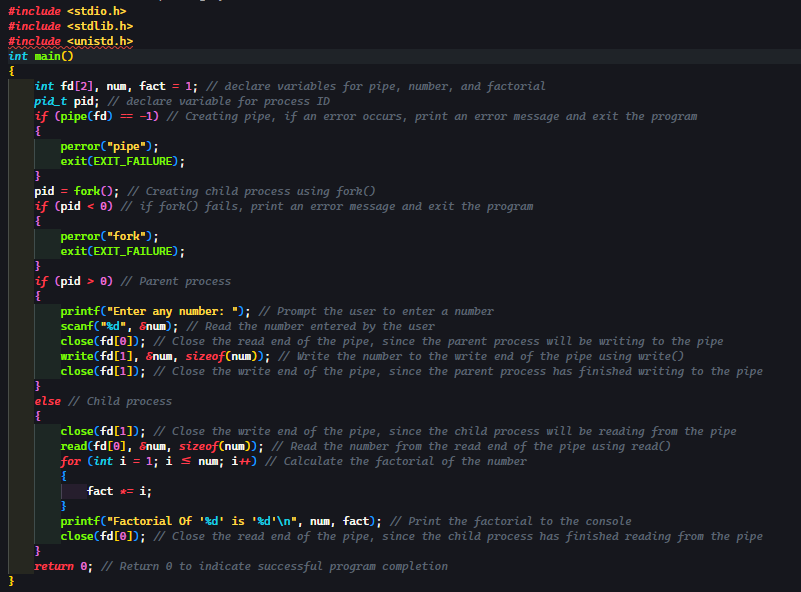 #include <stdio.h>
#include <stdlib.h>
#include <unistd.h>
int main()
{
    int fd[2], num, fact = 1; // declare variables for pipe, number, and factorial
    pid_t pid; // declare variable for process ID
    if (pipe(fd) == -1) // Creating pipe, if an error occurs, print an error message and exit the program
    {
        perror("pipe");
        exit(EXIT_FAILURE);
    }
    pid = fork(); // Creating child process using fork()
    if (pid < 0) // if fork() fails, print an error message and exit the program
    {
        perror("fork");
        exit(EXIT_FAILURE);
    }
    if (pid > 0) // Parent process
    {
        printf("Enter any number: "); // Prompt the user to enter a number
        scanf("%d", &num); // Read the number entered by the user
        close(fd[0]); // Close the read end of the pipe, since the parent process will be writing to the pipe
        write(fd[1], &num, sizeof(num)); // Write the number to the write end of the pipe using write()
        close(fd[1]); // Close the write end of the pipe, since the parent process has finished writing to the pipe
    }
    else // Child process
    {
        close(fd[1]); // Close the write end of the pipe, since the child process will be reading from the pipe
        read(fd[0], &num, sizeof(num)); // Read the number from the read end of the pipe using read()
        for (int i = 1; i <= num; i++) // Calculate the factorial of the number
        {
            fact *= i;
        }
        printf("Factorial Of '%d' is '%d'\n", num, fact); // Print the factorial to the console
        close(fd[0]); // Close the read end of the pipe, since the child process has finished reading from the pipe
    }
    return 0; // Return 0 to indicate successful program completion
}